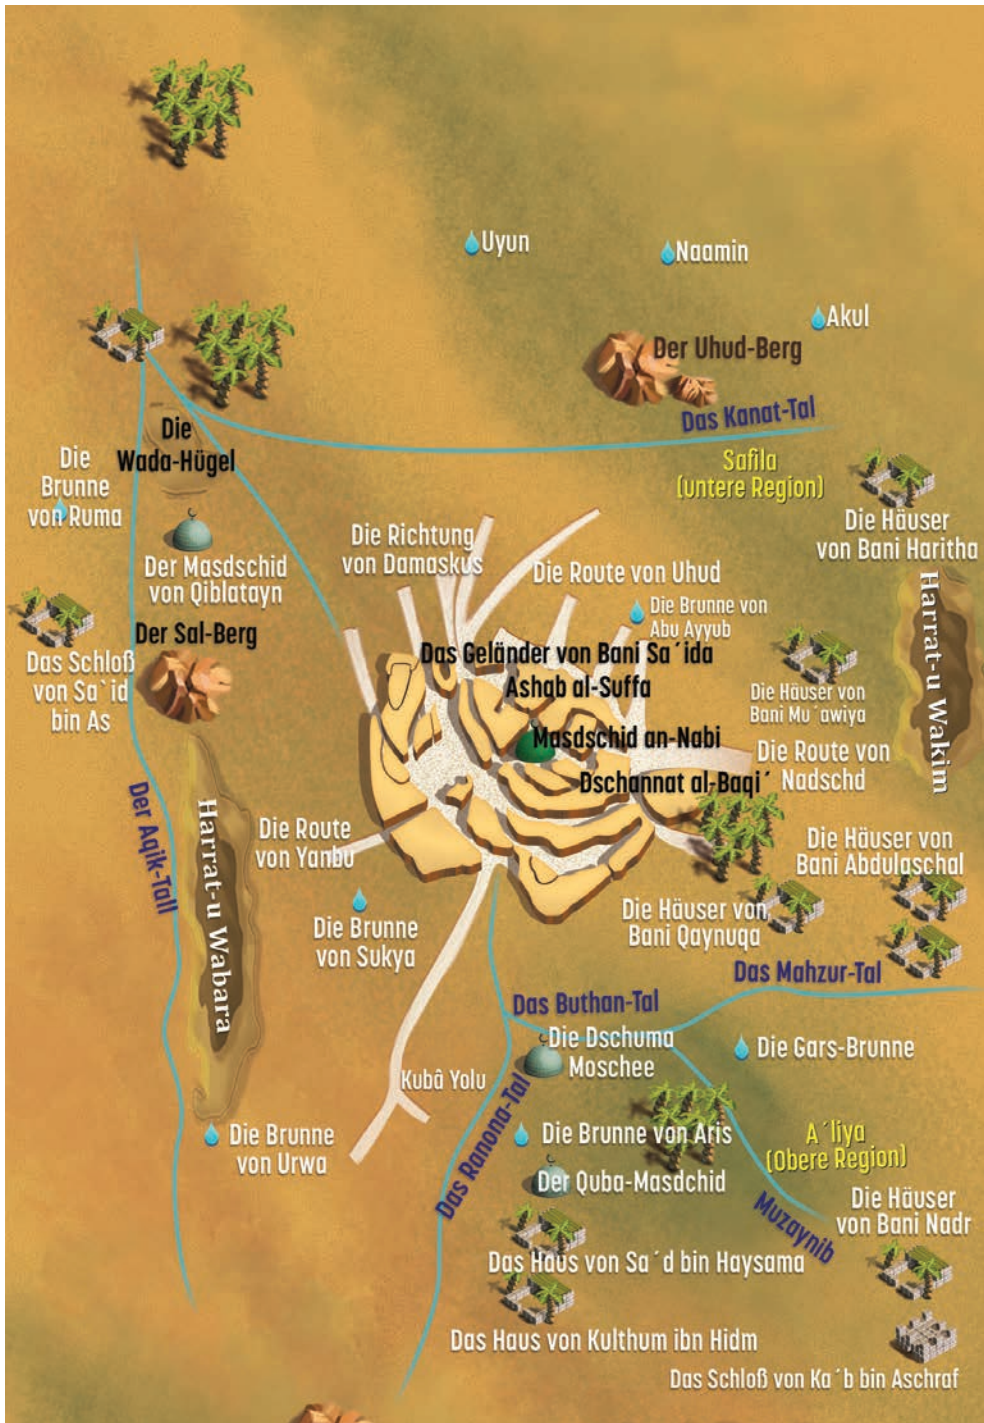 Uyun
Naamin
Akul
Der Uhud-Berg
Das Kanat-Tal
Die
Wada-Hügel
Safila
(untere Region)
Die
Brunne
von Ruma
Die Häuser
von Bani Haritha
Die Richtung
von Damaskus
Der Masdschid
von Qiblatayn
Die Route von Uhud
Die Brunne von
Abu Ayyub
Harrat-u Wakim
Der Sal-Berg
Das Schloß
von Sa`id
bin As
Das Geländer von Bani Sa´ida
Ashab al-Suffa
Die Häuser von
Bani Mu´awiya
Masdschid an-Nabi
Die Route von
Nadschd
Dschannat al-Baqi´
Der Aqik-Tall
Harrat-u Wabara
Die Route
von Yanbu
Die Häuser von
Bani Abdulaschal
Die Brunne
von Sukya
Die Häuser von
Bani Qaynuqa
Das Mahzur-Tal
Das Buthan-Tal
Die Dschuma
Moschee
Die Gars-Brunne
Kubâ Yolu
Das Ranona-Tal
Die Brunne
von Urwa
Die Brunne von Aris
A´liya
(Obere Region)
Der Quba-Masdchid
Muzaynib
Die Häuser
von Bani Nadr
Das Haus von Sa´d bin Haysama
Das Haus von Kulthum ibn Hidm
Das Schloß von Ka´b bin Aschraf